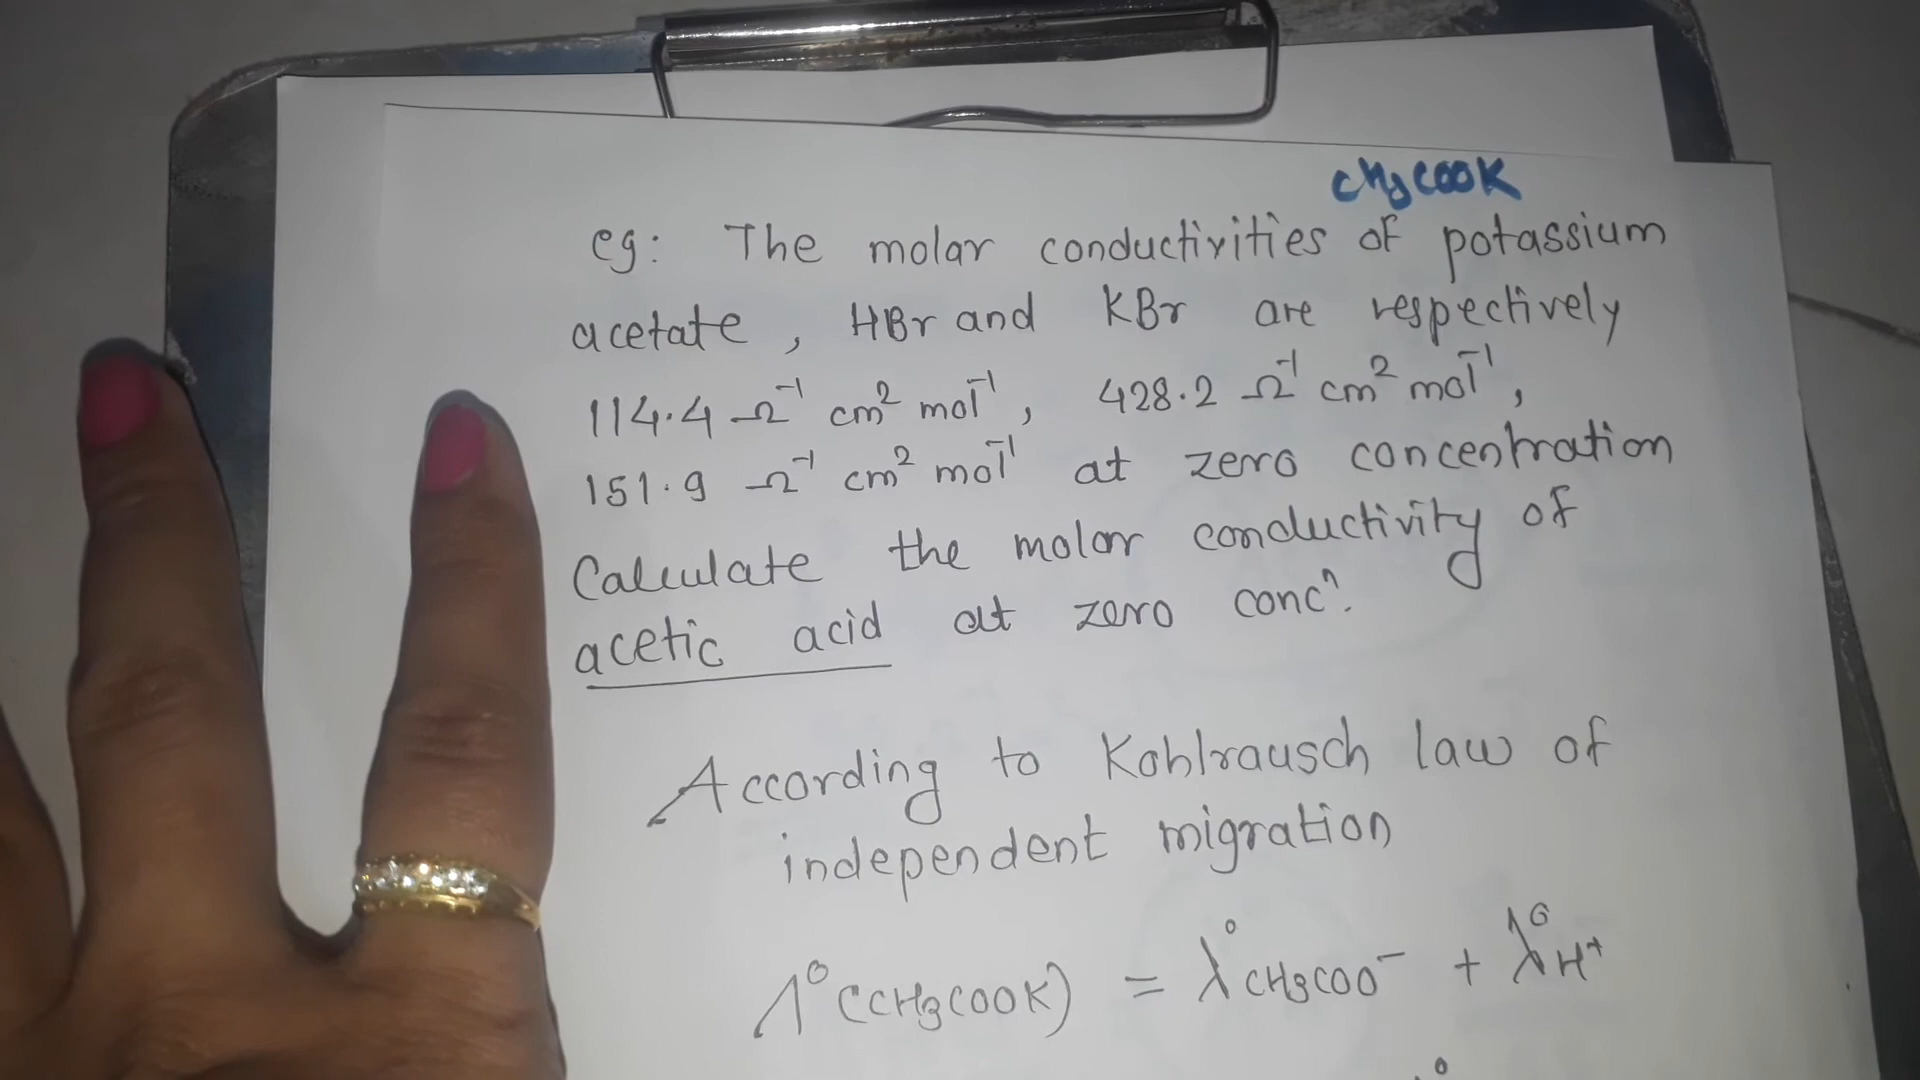 CH3COOK
eg: The molar conductivities of potassium
acetate, HBr and KBr are respectively
114.4 Ω⁻¹ cm² mol⁻¹, 428.2 Ω⁻¹ cm² mol⁻¹,
151.9 Ω⁻¹ cm² mol⁻¹ at zero concentration
Calculate the molar conductivity of
acetic acid at zero concⁿ.
According to Kohlrausch law of
independent migration
Λ° (CH3COOK) = λ° CH3COO⁻ + λ° H⁺